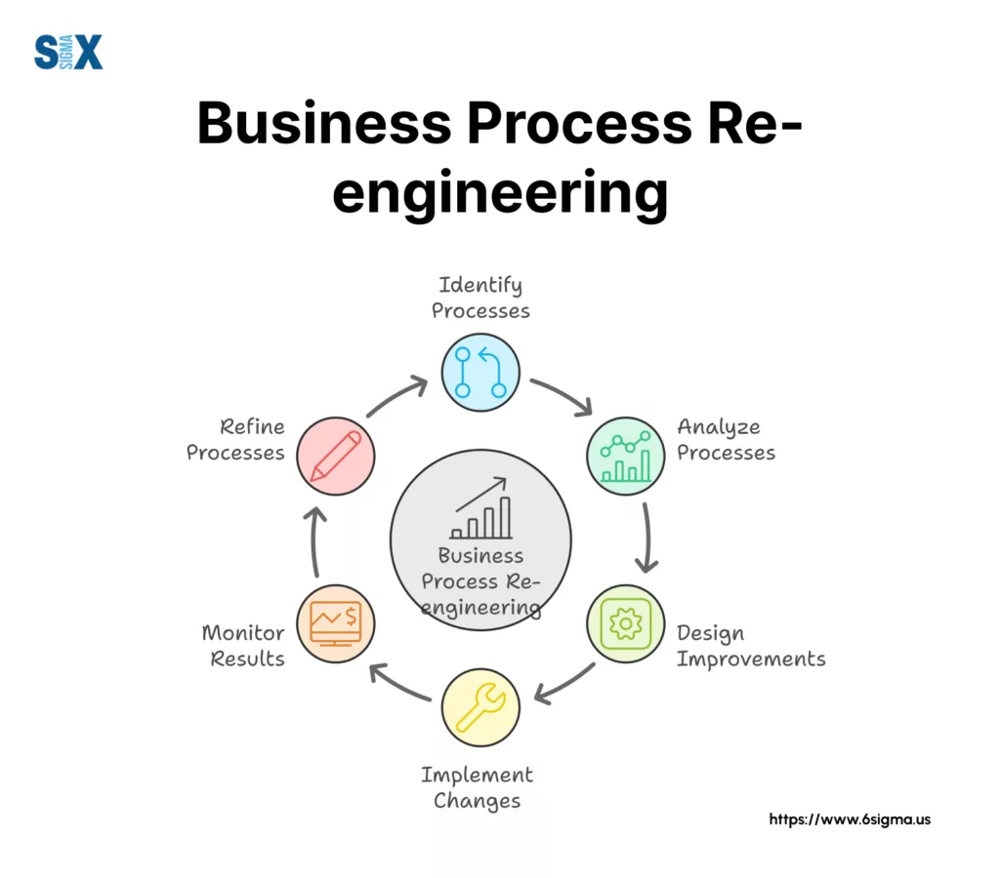 SIX
SIGMA
Business Process Re-
engineering
Identify
Processes
Refine
Processes
Analyze
Processes
Business
Process Re-
engineering
Monitor
Results
Design
Improvements
Implement
Changes
https://www.6sigma.us